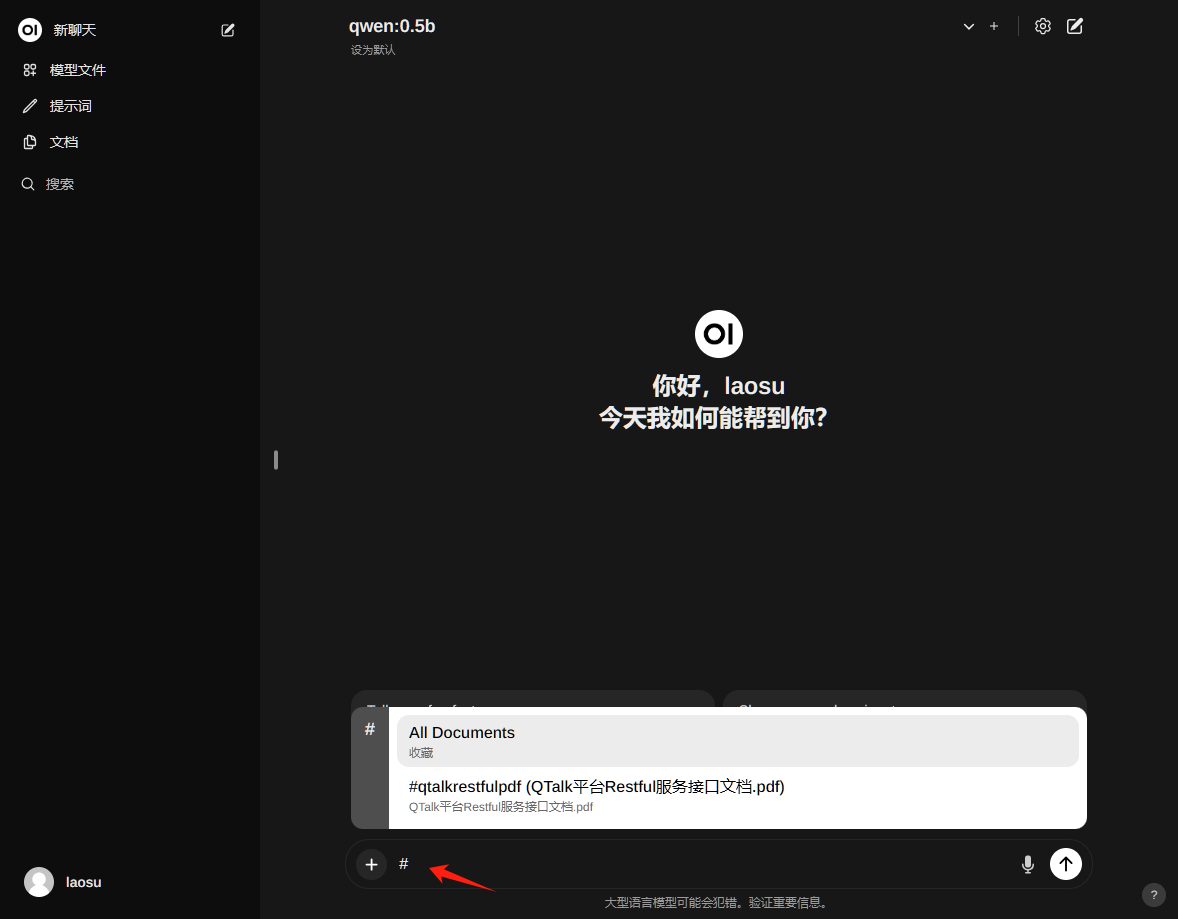 OI 新聊天
模型文件
提示词
文档
搜索
laosu
qwen:0.5b
设为默认
OI
你好，laosu
今天我如何能帮到你？
#
All Documents
收藏
#qtalkrestfulpdf (QTalk平台Restful服务接口文档.pdf)
QTalk平台Restful服务接口文档.pdf
#
大型语言模型可能会犯错。验证重要信息。
?